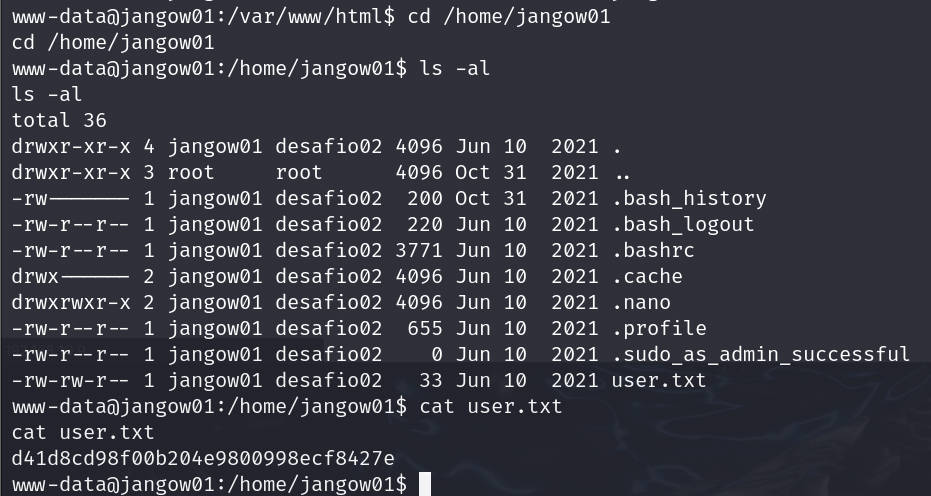 www-data@jangow01:/var/www/html$ cd /home/jangow01
cd /home/jangow01
www-data@jangow01:/home/jangow01$ ls -al
ls -al
total 36
drwxr-xr-x 4 jangow01 desafio02 4096 Jun 10  2021 .
drwxr-xr-x 3 root     root      4096 Oct 31  2021 ..
-rw------- 1 jangow01 desafio02  200 Oct 31  2021 .bash_history
-rw-r--r-- 1 jangow01 desafio02  220 Jun 10  2021 .bash_logout
-rw-r--r-- 1 jangow01 desafio02 3771 Jun 10  2021 .bashrc
drwx------ 2 jangow01 desafio02 4096 Jun 10  2021 .cache
drwxrwxr-x 2 jangow01 desafio02 4096 Jun 10  2021 .nano
-rw-r--r-- 1 jangow01 desafio02  655 Jun 10  2021 .profile
-rw-r--r-- 1 jangow01 desafio02    0 Jun 10  2021 .sudo_as_admin_successful
-rw-rw-r-- 1 jangow01 desafio02   33 Jun 10  2021 user.txt
www-data@jangow01:/home/jangow01$ cat user.txt
cat user.txt
d41d8cd98f00b204e9800998ecf8427e
www-data@jangow01:/home/jangow01$